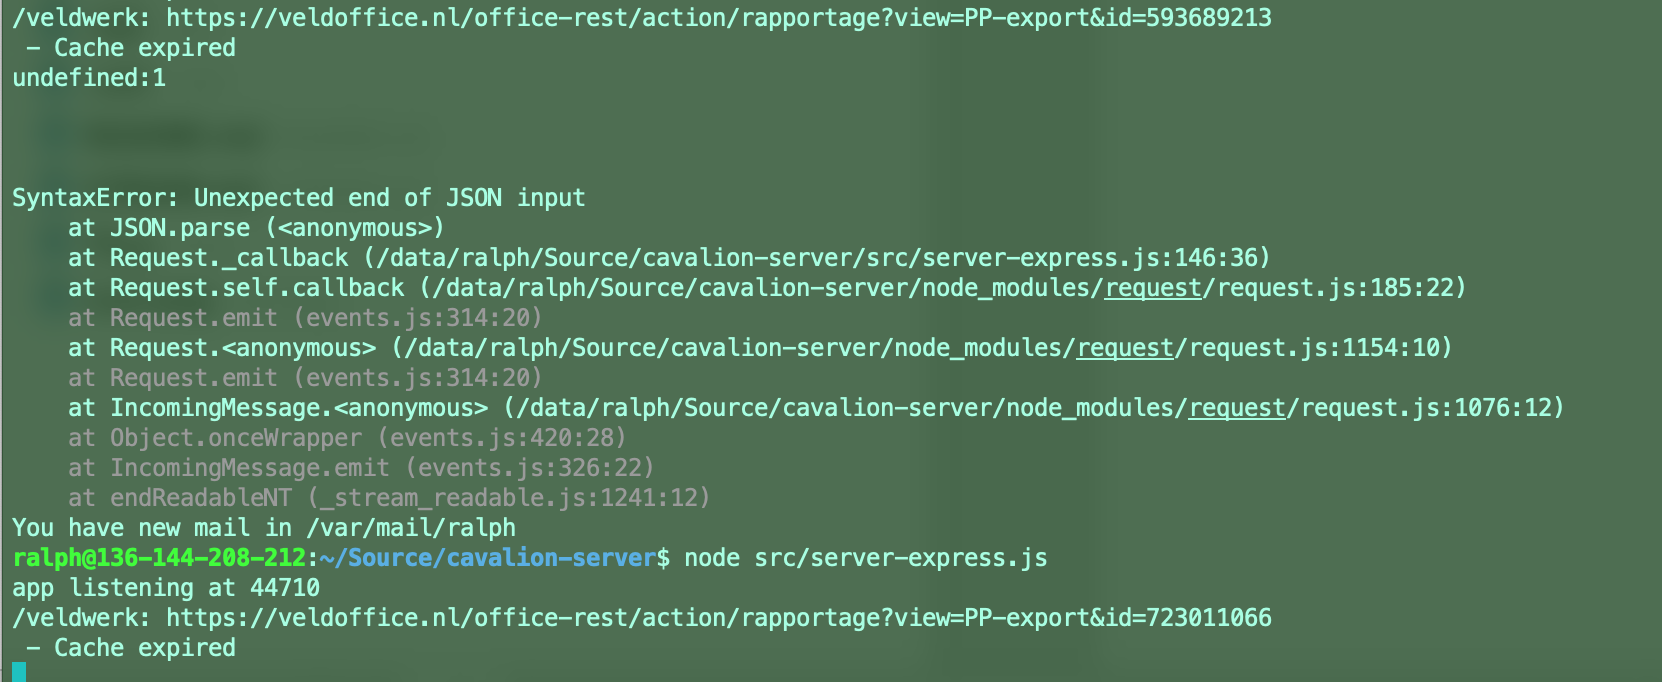 /veldwerk: https://veldoffice.nl/office-rest/action/rapportage?view=PP-export&id=593689213
 - Cache expired
undefined:1
SyntaxError: Unexpected end of JSON input
    at JSON.parse (<anonymous>)
    at Request._callback (/data/ralph/Source/cavalion-server/src/server-express.js:146:36)
    at Request.self.callback (/data/ralph/Source/cavalion-server/node_modules/request/request.js:185:22)
    at Request.emit (events.js:314:20)
    at Request.<anonymous> (/data/ralph/Source/cavalion-server/node_modules/request/request.js:1154:10)
    at Request.emit (events.js:314:20)
    at IncomingMessage.<anonymous> (/data/ralph/Source/cavalion-server/node_modules/request/request.js:1076:12)
    at Object.onceWrapper (events.js:420:28)
    at IncomingMessage.emit (events.js:326:22)
    at endReadableNT (_stream_readable.js:1241:12)
You have new mail in /var/mail/ralph
ralph@136-144-208-212:~/Source/cavalion-server$ node src/server-express.js
app listening at 44710
/veldwerk: https://veldoffice.nl/office-rest/action/rapportage?view=PP-export&id=723011066
 - Cache expired